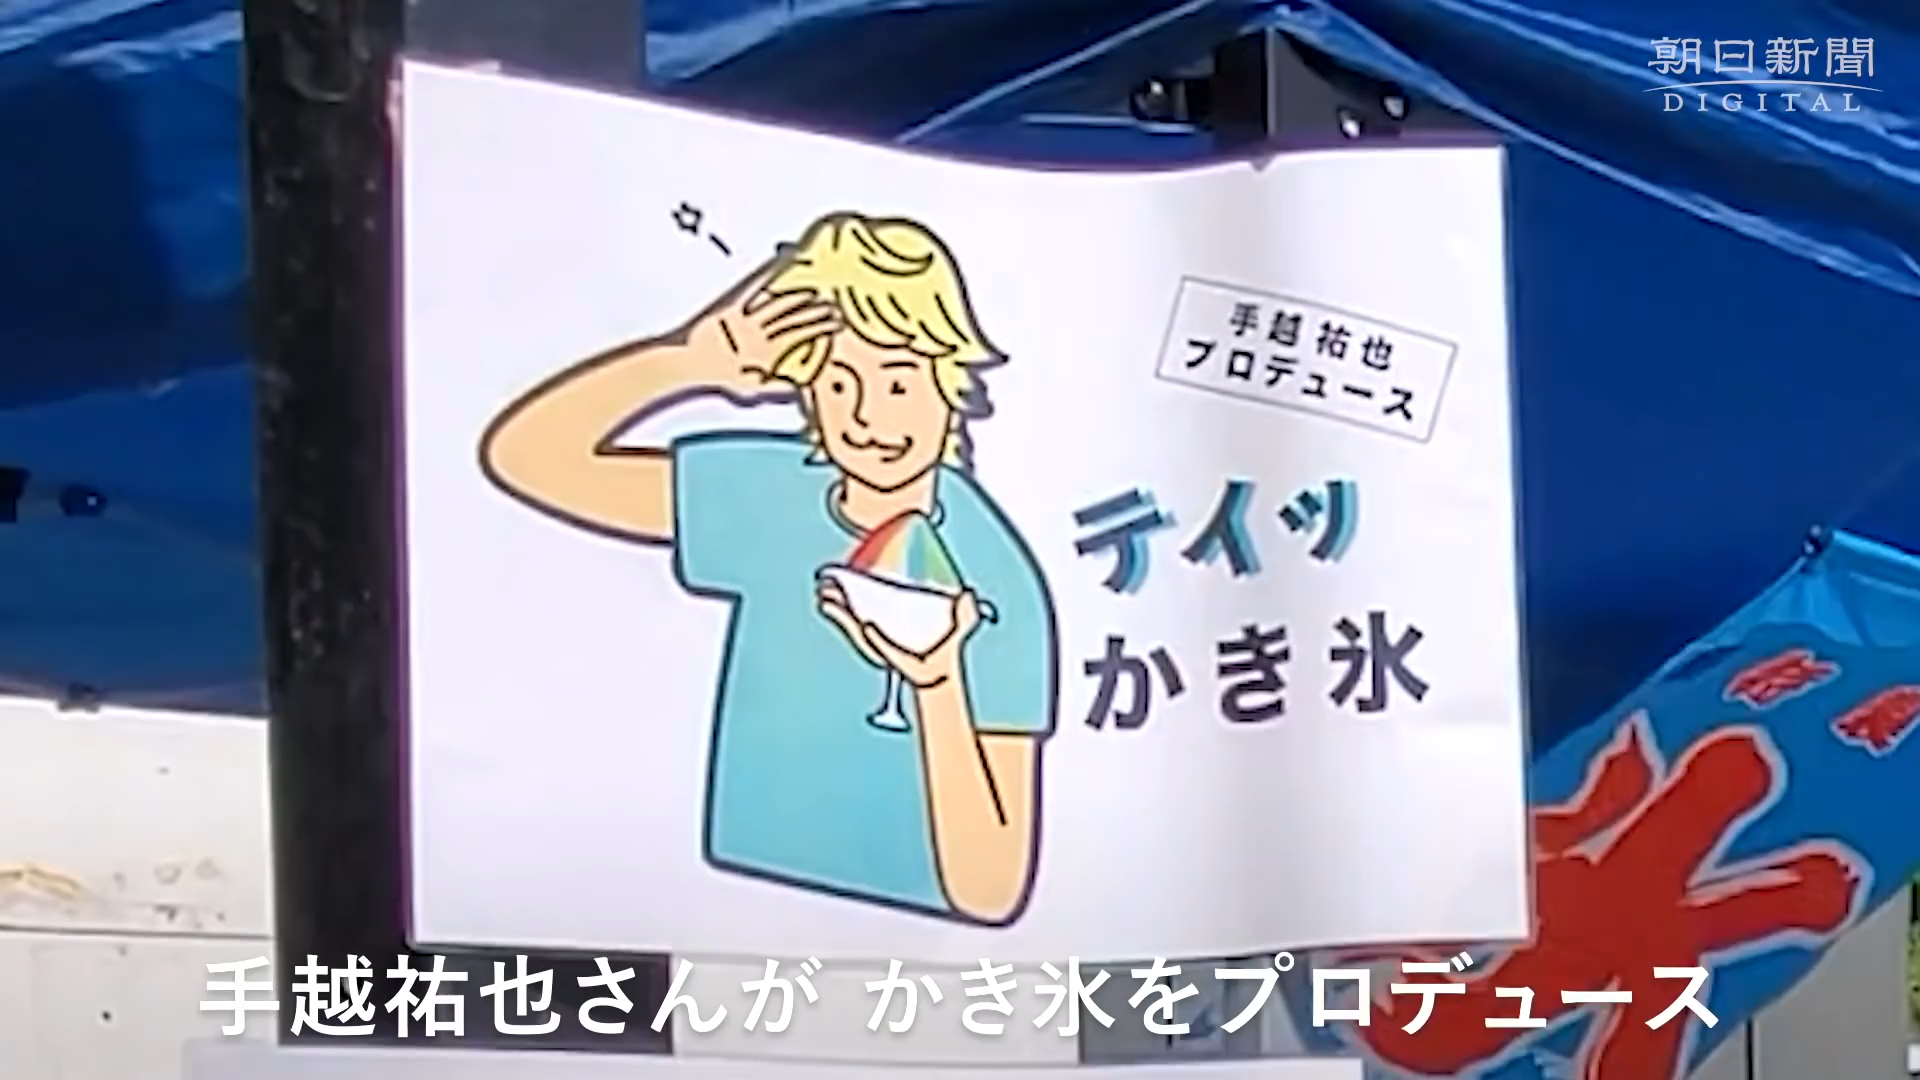 朝日新聞
DIGITAL
手越祐也
プロデュース
テイッ
かき氷
氷
手越祐也さんが かき氷をプロデュース